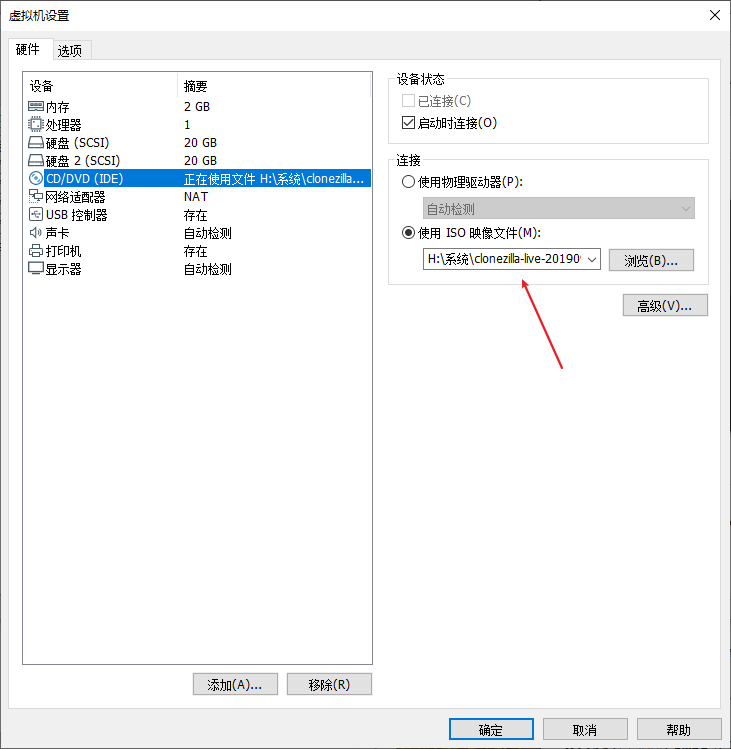 虚拟机设置
硬件 选项
设备 摘要
内存 2 GB
处理器 1
硬盘 (SCSI) 20 GB
硬盘 2 (SCSI) 20 GB
CD/DVD (IDE) 正在使用文件 H:\系统\clonezilla...
网络适配器 NAT
USB 控制器 存在
声卡 自动检测
打印机 存在
显示器 自动检测
添加(A)... 移除(R)
设备状态
已连接(C)
启动时连接(O)
连接
使用物理驱动器(P):
自动检测
使用 ISO 映像文件(M):
H:\系统\clonezilla-live-20190 浏览(B)...
高级(V)...
确定 取消 帮助